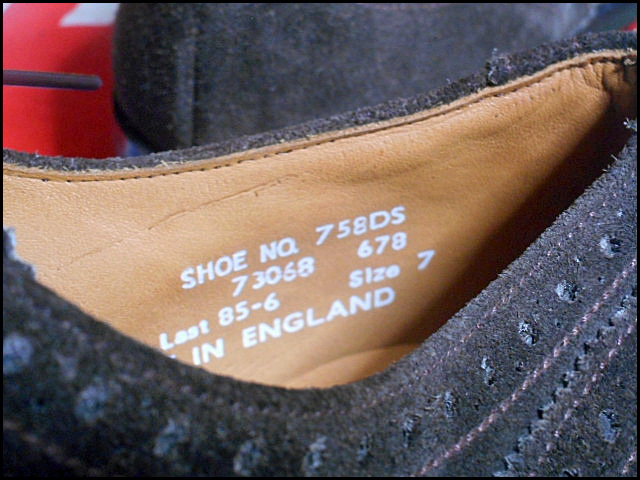 SHOE NO. 758DS
73068 678
Last 85-6 Size 7
IN ENGLAND